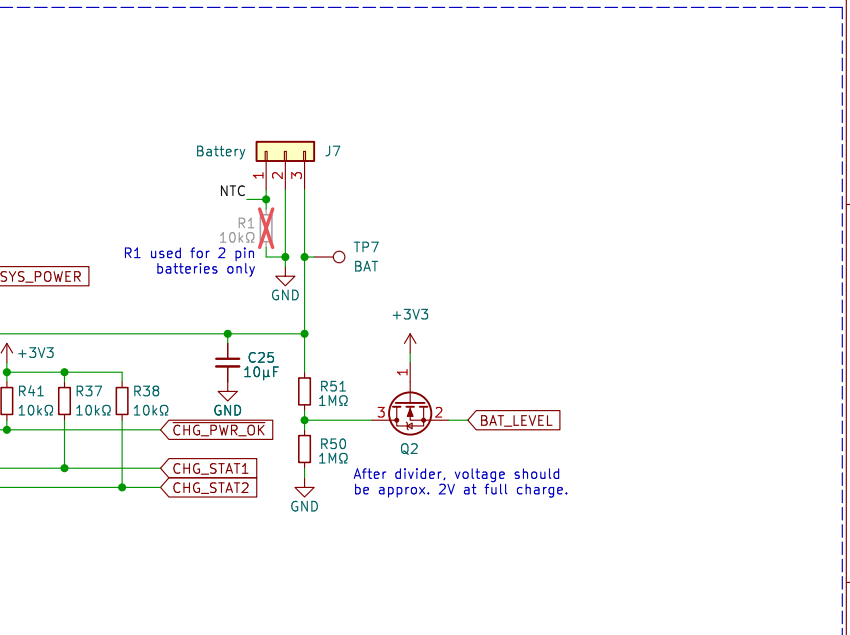 Battery
J7
1
2
3
NTC
R1
10kΩ
R1 used for 2 pin
batteries only
TP7
BAT
GND
SYS_POWER
+3V3
+3V3
C25
10µF
GND
R41
10kΩ
R37
10kΩ
R38
10kΩ
R51
1MΩ
1
3
2
Q2
BAT_LEVEL
CHG_PWR_OK
R50
1MΩ
CHG_STAT1
CHG_STAT2
GND
After divider, voltage should
be approx. 2V at full charge.